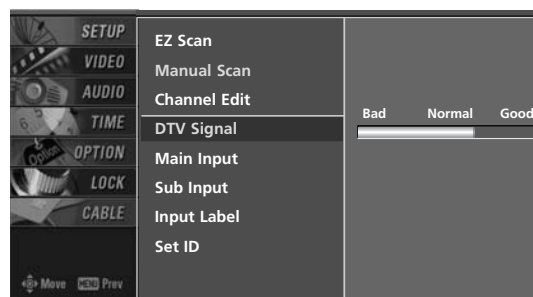 SETUP
VIDEO
AUDIO
TIME
Option OPTION
LOCK
CABLE
Move MENU Prev
EZ Scan
Manual Scan
Channel Edit
DTV Signal
Main Input
Sub Input
Input Label
Set ID
Bad Normal Good